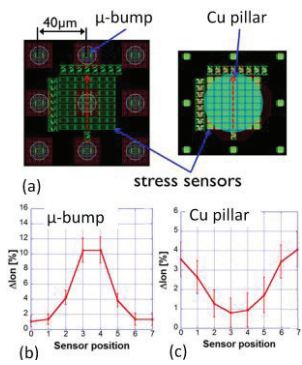 μ-bump Cu pillar
40μm
(a) stress sensors
μ-bump Cu pillar
ΔIon [%]
16
14
12
10
8
6
4
2
0
0 1 2 3 4 5 6 7
Sensor position
(b)
ΔIon [%]
6
5
4
3
2
1
0
0 1 2 3 4 5 6 7
Sensor position
(c)